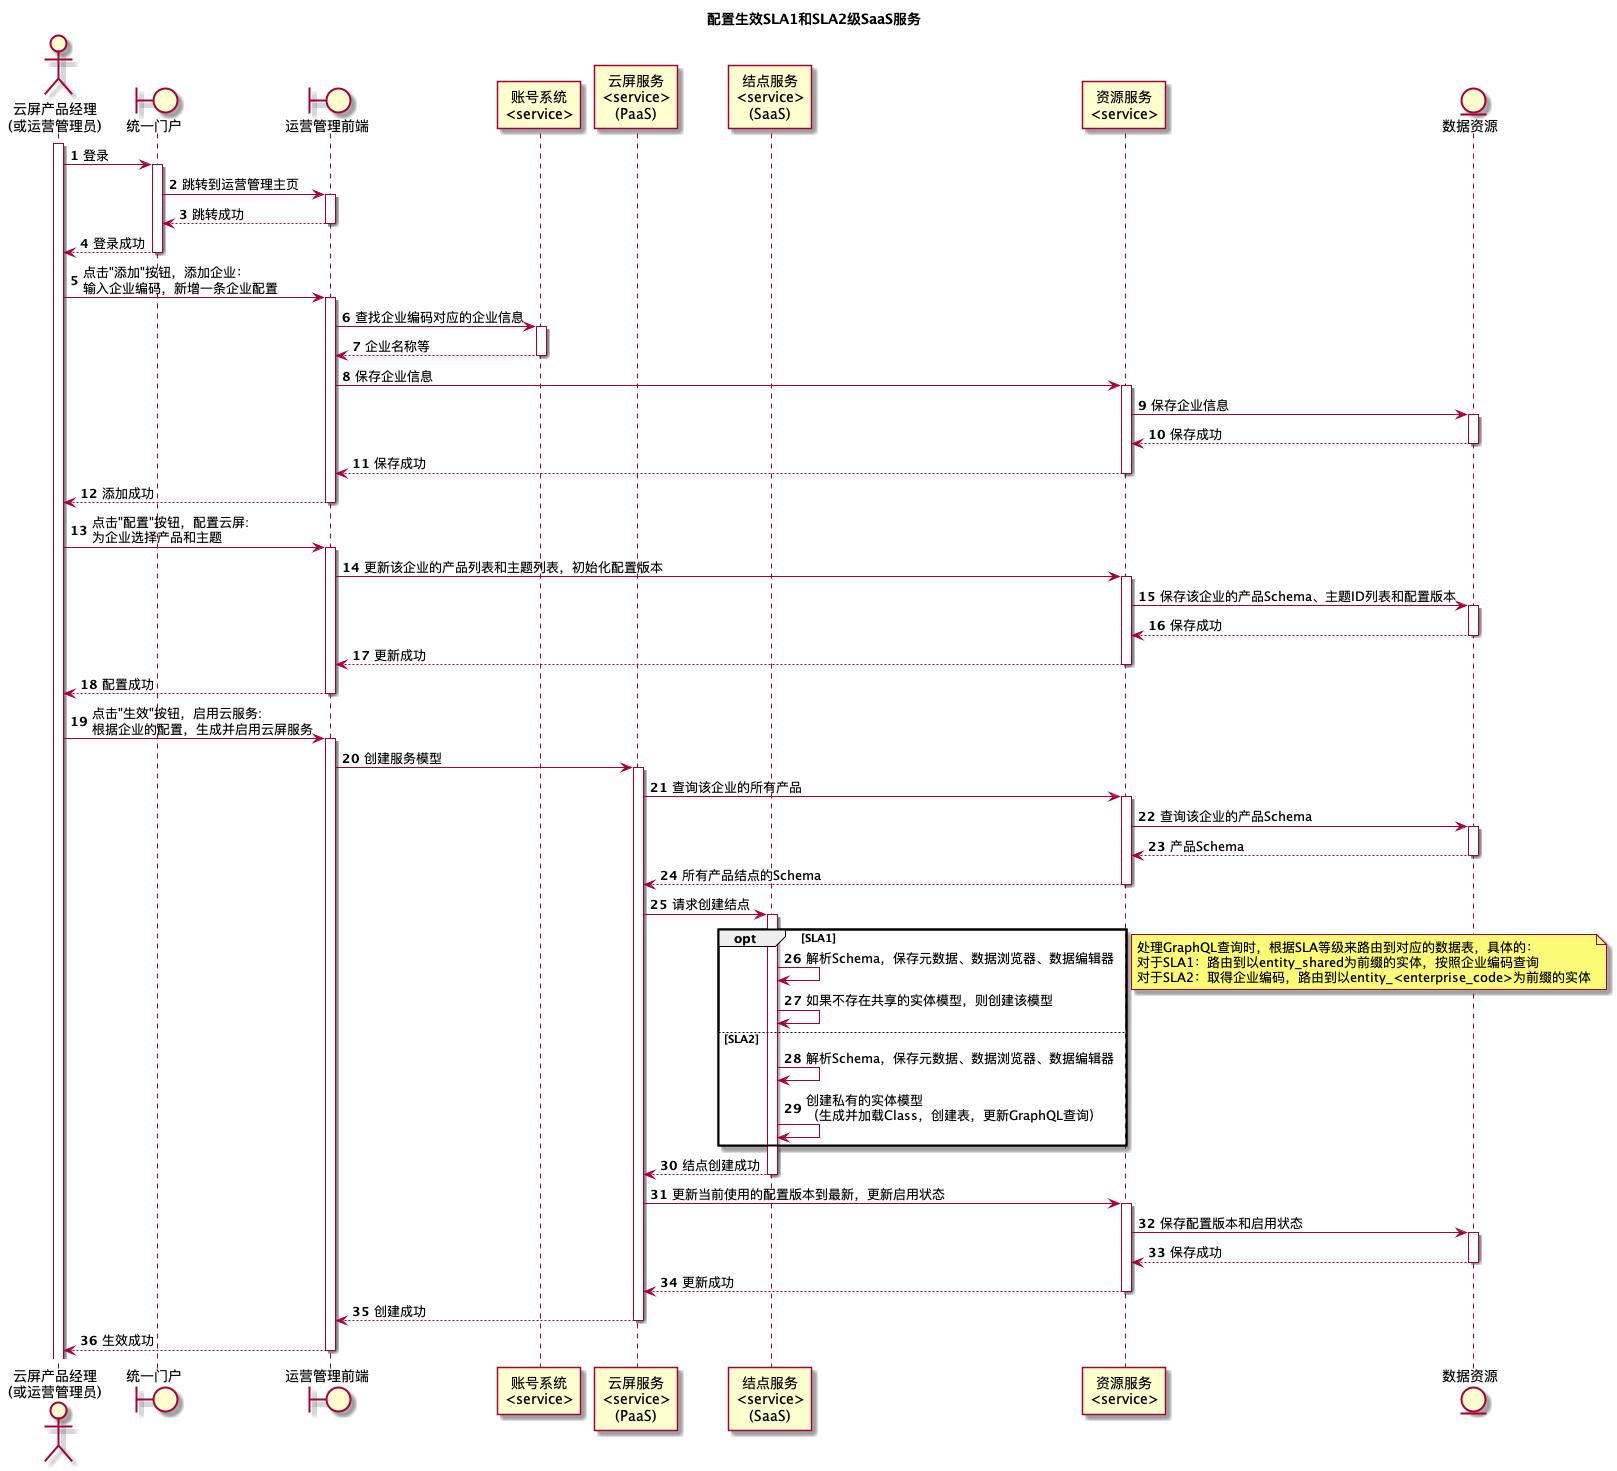 配置生效SLA1和SLA2级SaaS服务
云屏产品经理
(或运营管理员)
统一门户
运营管理前端
账号系统
<service>
云屏服务
<service>
(PaaS)
结点服务
<service>
(SaaS)
资源服务
<service>
数据资源
1 登录
2 跳转到运营管理主页
3 跳转成功
4 登录成功
5 点击"添加"按钮，添加企业：
输入企业编码，新增一条企业配置
6 查找企业编码对应的企业信息
7 企业名称等
8 保存企业信息
9 保存企业信息
10 保存成功
11 保存成功
12 添加成功
13 点击"配置"按钮，配置云屏:
为企业选择产品和主题
14 更新该企业的产品列表和主题列表，初始化配置版本
15 保存该企业的产品Schema、主题ID列表和配置版本
16 保存成功
17 更新成功
18 配置成功
19 点击"生效"按钮，启用云服务:
根据企业的配置，生成并启用云屏服务
20 创建服务模型
21 查询该企业的所有产品
22 查询该企业的产品Schema
23 产品Schema
24 所有产品结点的Schema
25 请求创建结点
opt [SLA1]
处理GraphQL查询时，根据SLA等级来路由到对应的数据表，具体的：
对于SLA1：路由到以entity_shared为前缀的实体，按照企业编码查询
对于SLA2：取得企业编码，路由到以entity_<enterprise_code>为前缀的实体
26 解析Schema，保存元数据、数据浏览器、数据编辑器
27 如果不存在共享的实体模型，则创建该模型
[SLA2]
28 解析Schema，保存元数据、数据浏览器、数据编辑器
29 创建私有的实体模型
（生成并加载Class，创建表，更新GraphQL查询）
30 结点创建成功
31 更新当前使用的配置版本到最新，更新启用状态
32 保存配置版本和启用状态
33 保存成功
34 更新成功
35 创建成功
36 生效成功
云屏产品经理
(或运营管理员)
统一门户
运营管理前端
账号系统
<service>
云屏服务
<service>
(PaaS)
结点服务
<service>
(SaaS)
资源服务
<service>
数据资源